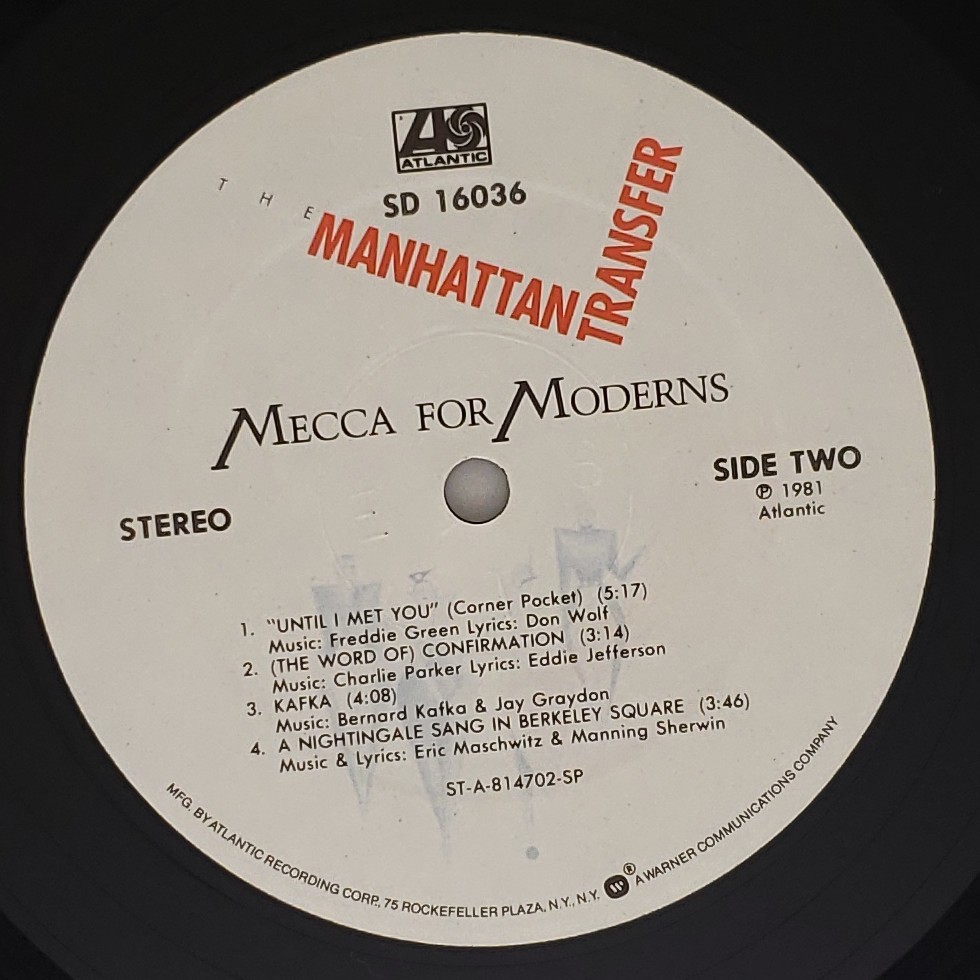 ATLANTIC
SD 16036
THE
MANHATTAN
TRANSFER
MECCA FOR MODERNS
SIDE TWO
℗ 1981
Atlantic
STEREO
1. "UNTIL I MET YOU" (Corner Pocket) (5:17)
Music: Freddie Green Lyrics: Don Wolf
2. (THE WORD OF) CONFIRMATION (3:14)
Music: Charlie Parker Lyrics: Eddie Jefferson
3. KAFKA (4:08)
Music: Bernard Kafka & Jay Graydon
4. A NIGHTINGALE SANG IN BERKELEY SQUARE (3:46)
Music & Lyrics: Eric Maschwitz & Manning Sherwin
ST-A-814702-SP
MFG. BY ATLANTIC RECORDING CORP., 75 ROCKEFELLER PLAZA, N.Y., N.Y. ® A WARNER COMMUNICATIONS COMPANY